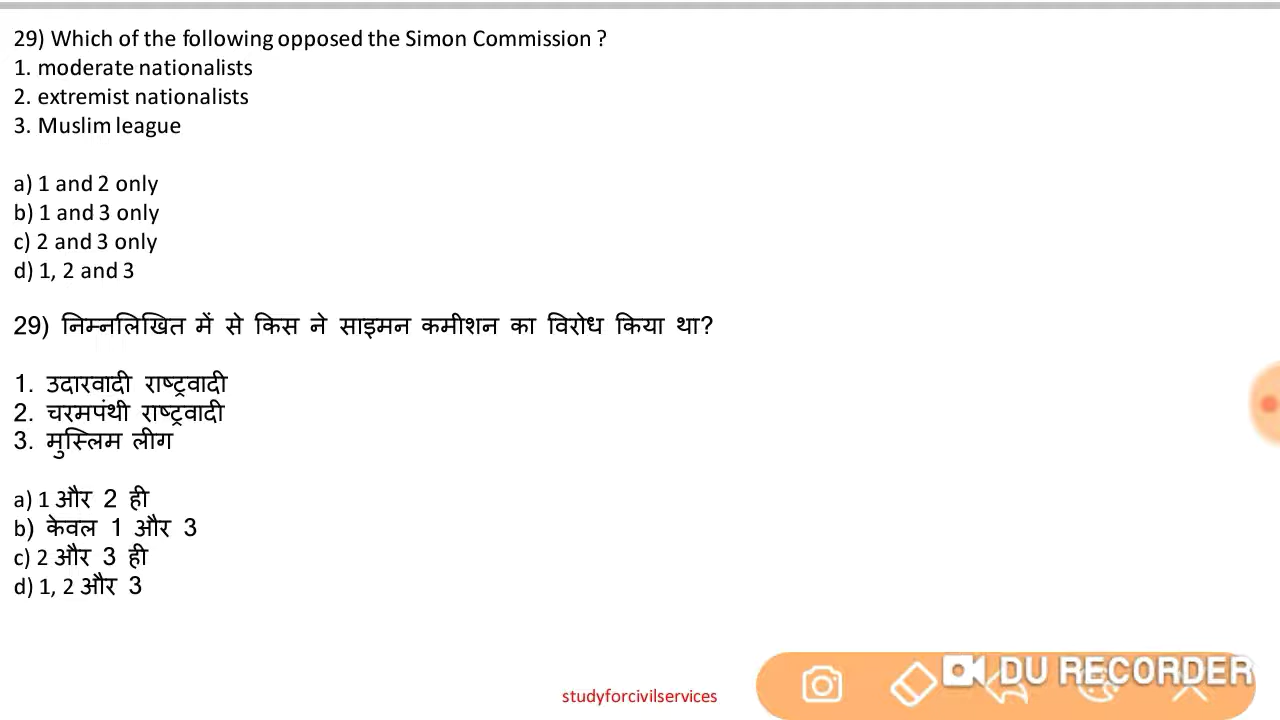 29) Which of the following opposed the Simon Commission ?
1. moderate nationalists
2. extremist nationalists
3. Muslim league
a) 1 and 2 only
b) 1 and 3 only
c) 2 and 3 only
d) 1, 2 and 3
29) निम्नलिखित में से किस ने साइमन कमीशन का विरोध किया था?
1. उदारवादी राष्ट्रवादी
2. चरमपंथी राष्ट्रवादी
3. मुस्लिम लीग
a) 1 और 2 ही
b) केवल 1 और 3
c) 2 और 3 ही
d) 1, 2 और 3
studyforcivilservices
DU RECORDER